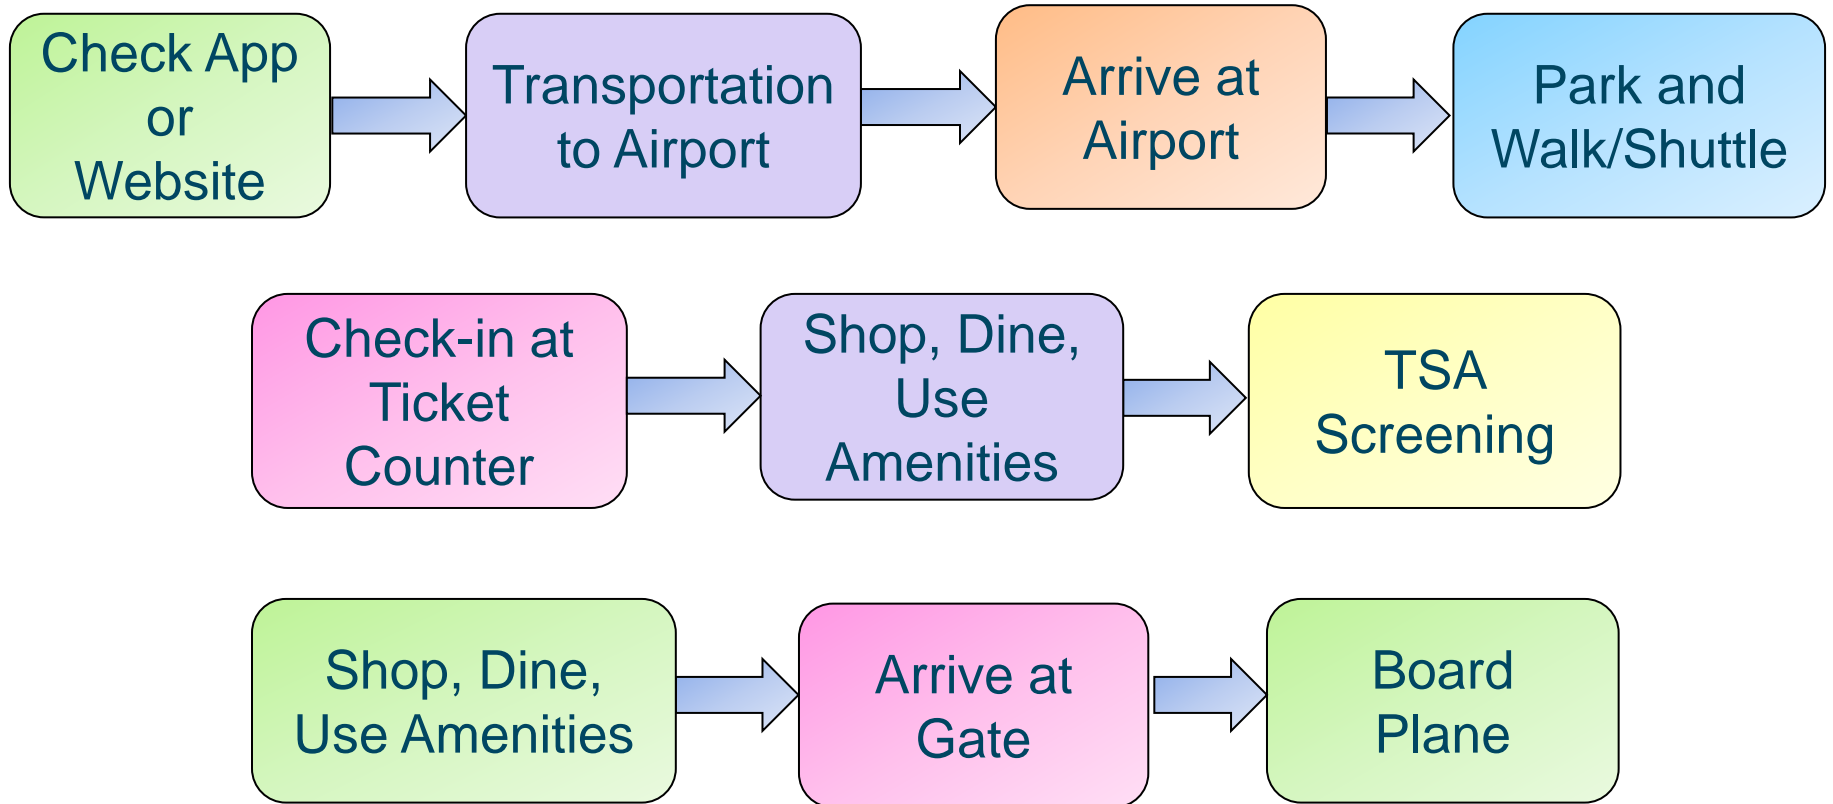 Check App
or
Website
Transportation
to Airport
Arrive at
Airport
Park and
Walk/Shuttle
Check-in at
Ticket
Counter
Shop, Dine,
Use
Amenities
TSA
Screening
Shop, Dine,
Use Amenities
Arrive at
Gate
Board
Plane